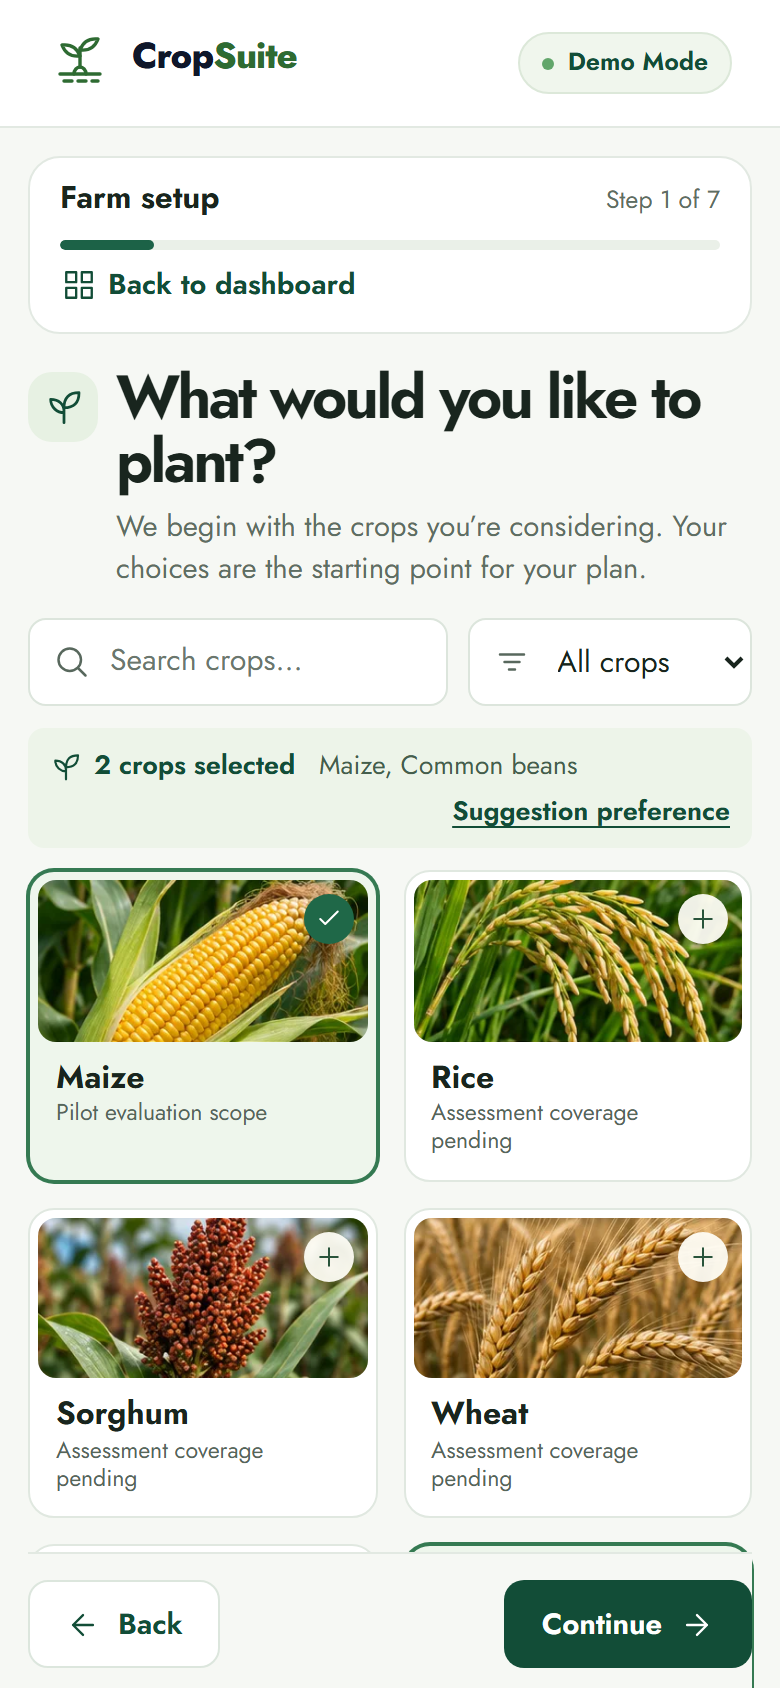 CropSuite
Demo Mode
Farm setup
Step 1 of 7
Back to dashboard
What would you like to
plant?
We begin with the crops you’re considering. Your
choices are the starting point for your plan.
Search crops...
All crops
2 crops selected Maize, Common beans
Suggestion preference
Maize
Pilot evaluation scope
Rice
Assessment coverage
pending
Sorghum
Assessment coverage
pending
Wheat
Assessment coverage
pending
Back
Continue